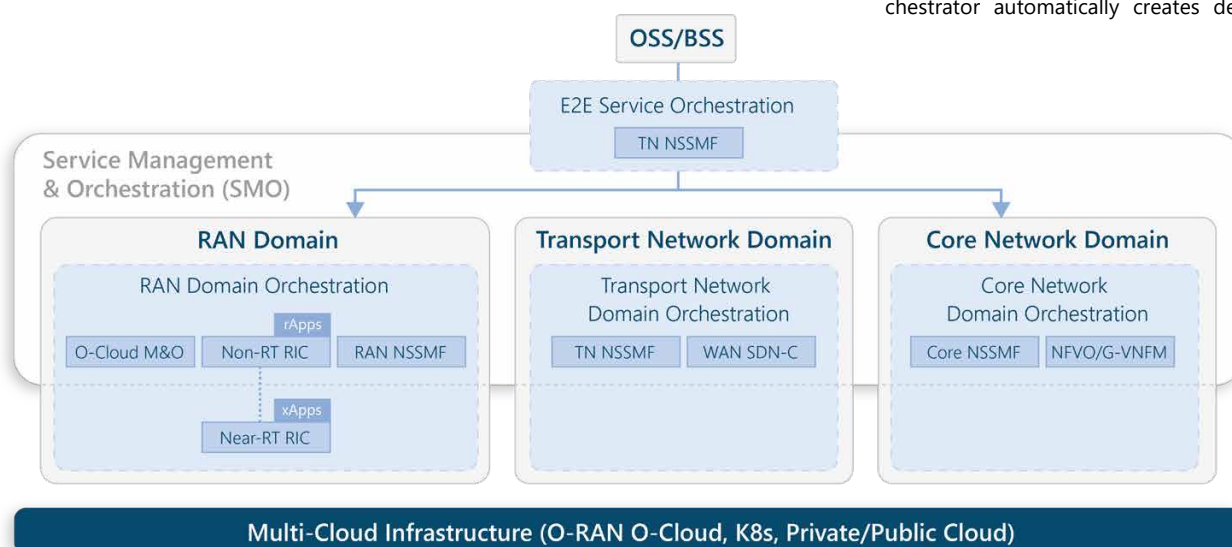 chestrator automatically creates de
OSS/BSS
E2E Service Orchestration
TN NSSMF
Service Management
& Orchestration (SMO)
RAN Domain
RAN Domain Orchestration
rApps
O-Cloud M&O
Non-RT RIC
RAN NSSMF
xApps
Near-RT RIC
Transport Network Domain
Transport Network
Domain Orchestration
TN NSSMF
WAN SDN-C
Core Network Domain
Core Network
Domain Orchestration
Core NSSMF
NFVO/G-VNFM
Multi-Cloud Infrastructure (O-RAN O-Cloud, K8s, Private/Public Cloud)